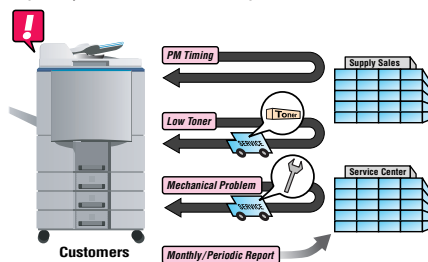 PM Timing
Supply Sales
Low Toner
Toner
SERVICE
Mechanical Problem
Service Center
SERVICE
Customers
Monthly/Periodic Report